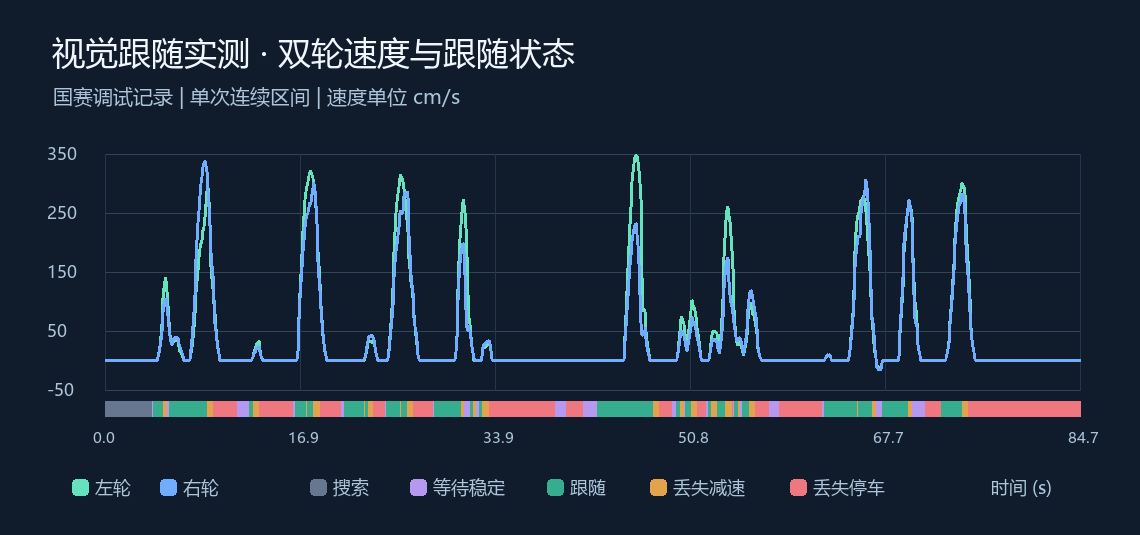 视觉跟随实测 · 双轮速度与跟随状态
国赛调试记录 | 单次连续区间 | 速度单位 cm/s
350
250
150
50
-50
0.0 16.9 33.9 50.8 67.7 84.7
左轮 右轮 搜索 等待稳定 跟随 丢失减速 丢失停车 时间 (s)